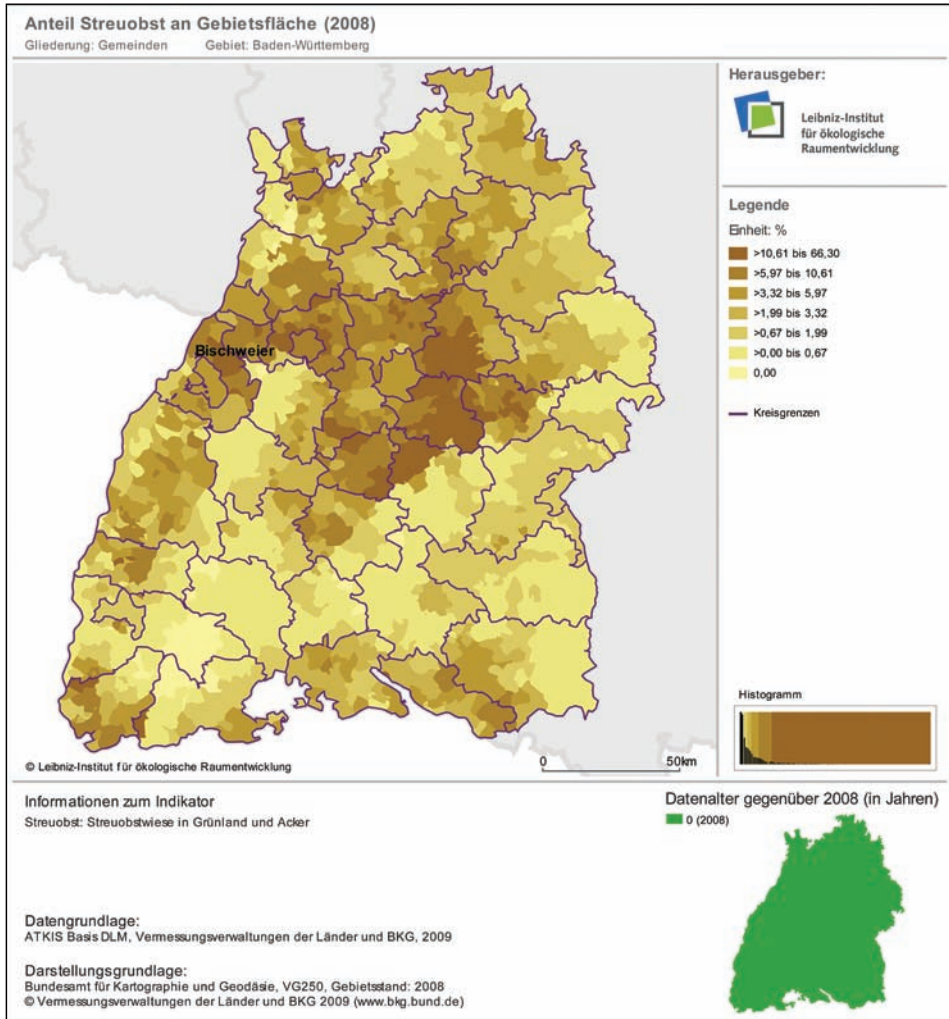 Anteil Streuobst an Gebietsfläche (2008)
Gliederung: Gemeinden Gebiet: Baden-Württemberg
Herausgeber:
Leibniz-Institut
für ökologische
Raumentwicklung
Legende
Einheit: %
>10,61 bis 66,30
>5,97 bis 10,61
>3,32 bis 5,97
>1,99 bis 3,32
>0,67 bis 1,99
>0,00 bis 0,67
0,00
Kreisgrenzen
Bischweier
Histogramm
© Leibniz-Institut für ökologische Raumentwicklung
0 50km
Informationen zum Indikator
Streuobst: Streuobstwiese in Grünland und Acker
Datenalter gegenüber 2008 (in Jahren)
0 (2008)
Datengrundlage:
ATKIS Basis DLM, Vermessungsverwaltungen der Länder und BKG, 2009
Darstellungsgrundlage:
Bundesamt für Kartographie und Geodäsie, VG250, Gebietsstand: 2008
© Vermessungsverwaltungen der Länder und BKG 2009 (www.bkg.bund.de)